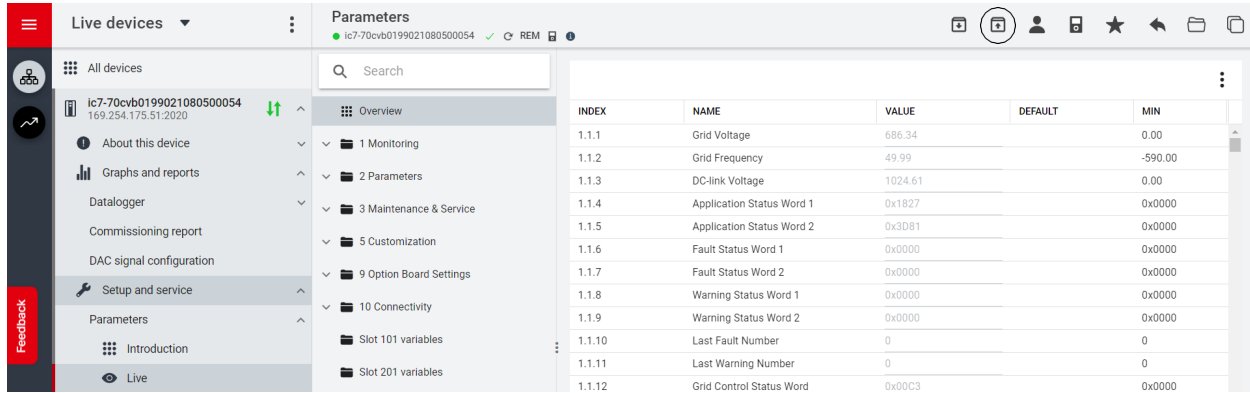 Live devices
Parameters
ic7-70cvb0199021080500054 REM
All devices
ic7-70cvb0199021080500054
169.254.175.51:2020
About this device
Graphs and reports
Datalogger
Commissioning report
DAC signal configuration
Setup and service
Parameters
Introduction
Live
Feedback
Search
Overview
1 Monitoring
2 Parameters
3 Maintenance & Service
5 Customization
9 Option Board Settings
10 Connectivity
Slot 101 variables
Slot 201 variables
INDEX NAME VALUE DEFAULT MIN
1.1.1 Grid Voltage 686.34 0.00
1.1.2 Grid Frequency 49.99 -590.00
1.1.3 DC-link Voltage 1024.61 0.00
1.1.4 Application Status Word 1 0x1827 0x0000
1.1.5 Application Status Word 2 0x3D81 0x0000
1.1.6 Fault Status Word 1 0x0000 0x0000
1.1.7 Fault Status Word 2 0x0000 0x0000
1.1.8 Warning Status Word 1 0x0000 0x0000
1.1.9 Warning Status Word 2 0x0000 0x0000
1.1.10 Last Fault Number 0 0
1.1.11 Last Warning Number 0 0
1.1.12 Grid Control Status Word 0x00C3 0x0000